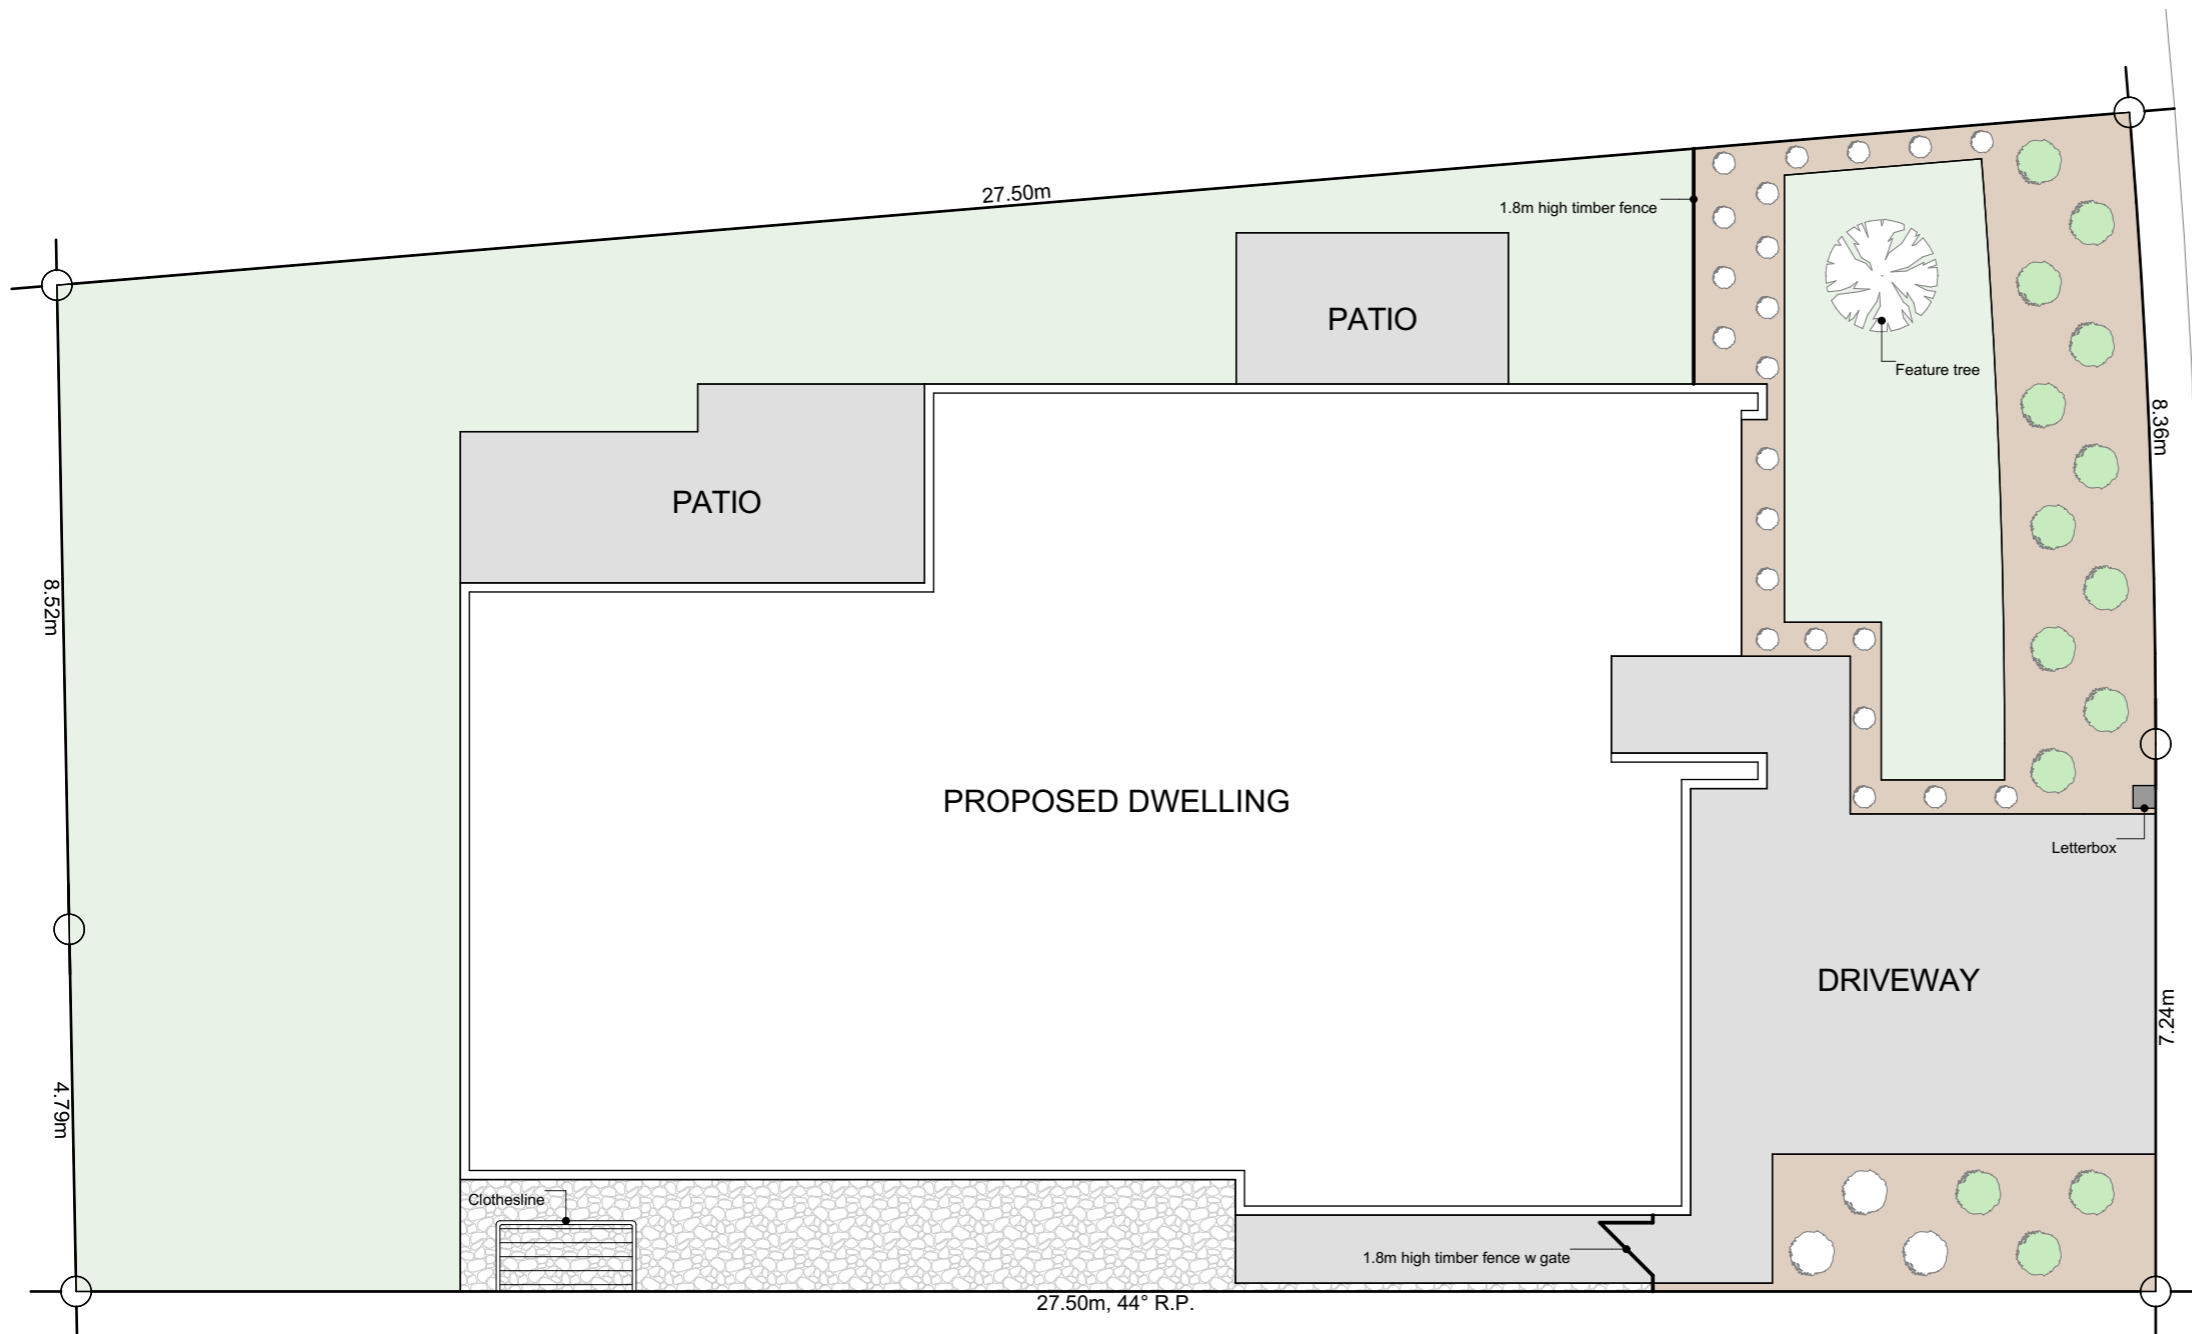 27.50m
1.8m high timber fence
PATIO
Feature tree
8.36m
PATIO
8.52m
PROPOSED DWELLING
Letterbox
DRIVEWAY
7.24m
4.79m
Clothesline
1.8m high timber fence w gate
27.50m, 44° R.P.